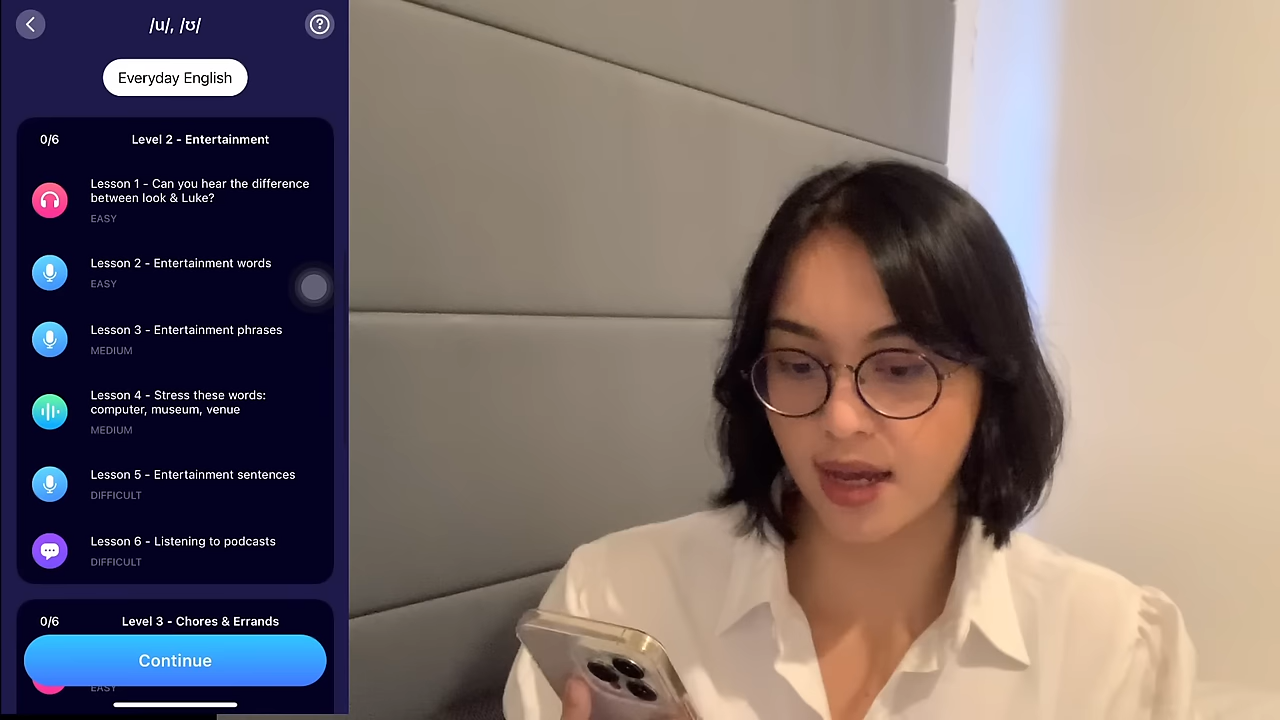 /u/, /ʊ/
Everyday English
0/6 Level 2 - Entertainment
Lesson 1 - Can you hear the difference
between look & Luke?
EASY
Lesson 2 - Entertainment words
EASY
Lesson 3 - Entertainment phrases
MEDIUM
Lesson 4 - Stress these words:
computer, museum, venue
MEDIUM
Lesson 5 - Entertainment sentences
DIFFICULT
Lesson 6 - Listening to podcasts
DIFFICULT
0/6 Level 3 - Chores & Errands
Continue
EASY